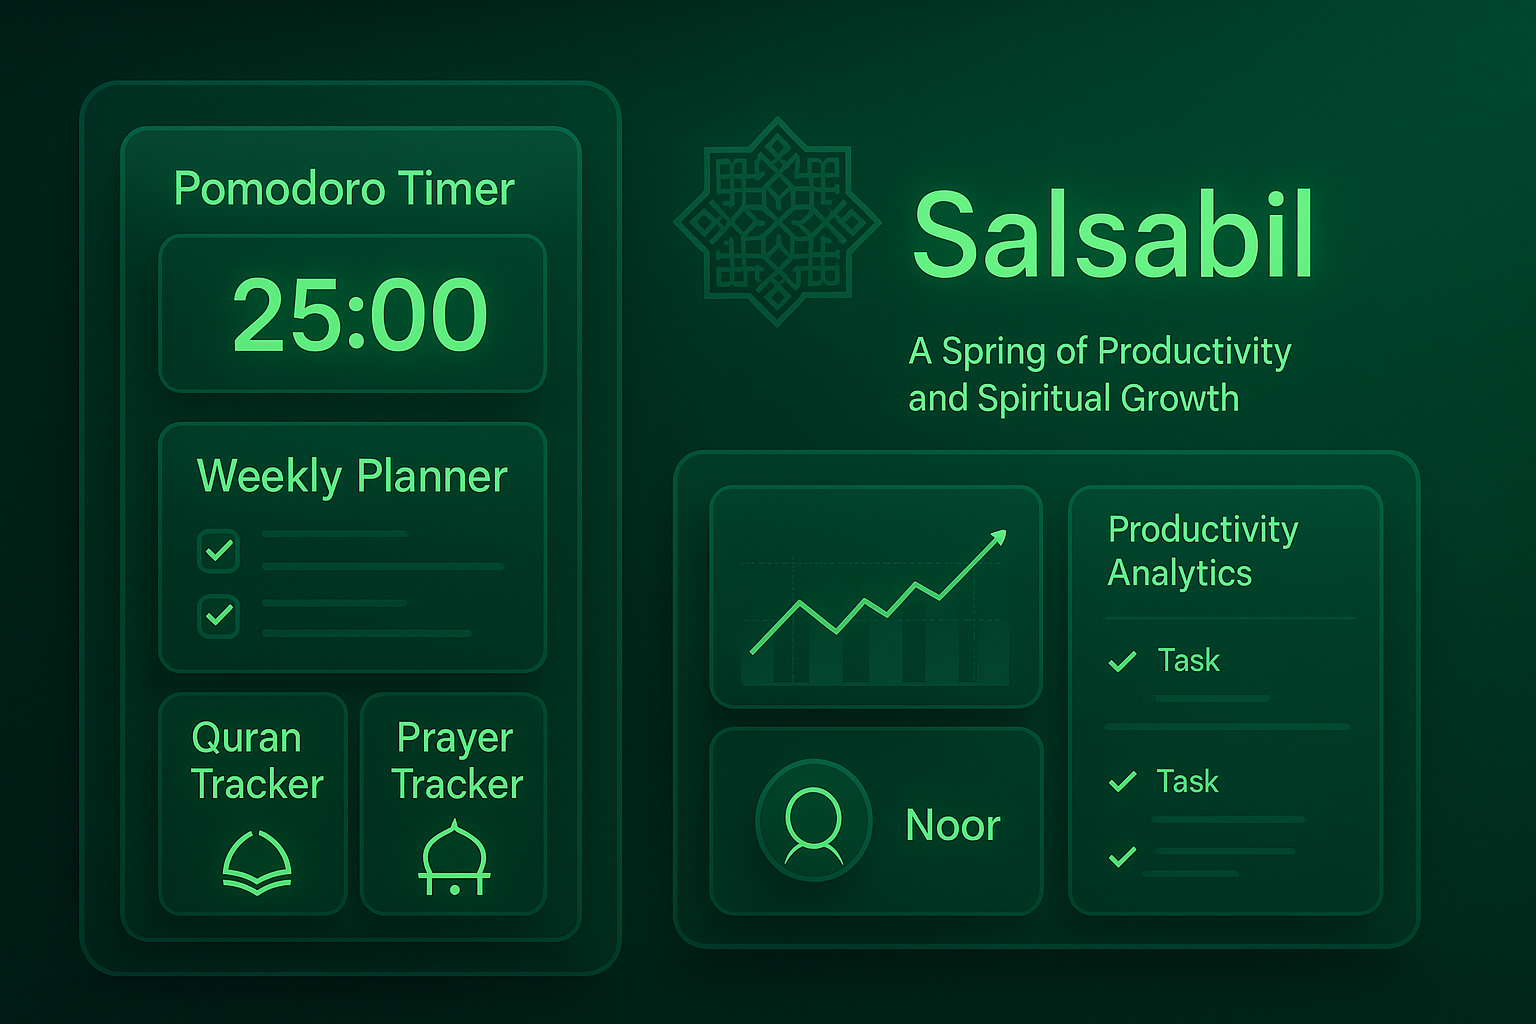 Pomodoro Timer
25:00
Weekly Planner
Quran
Tracker
Prayer
Tracker
Salsabil
A Spring of Productivity
and Spiritual Growth
Productivity
Analytics
Task
Task
Noor